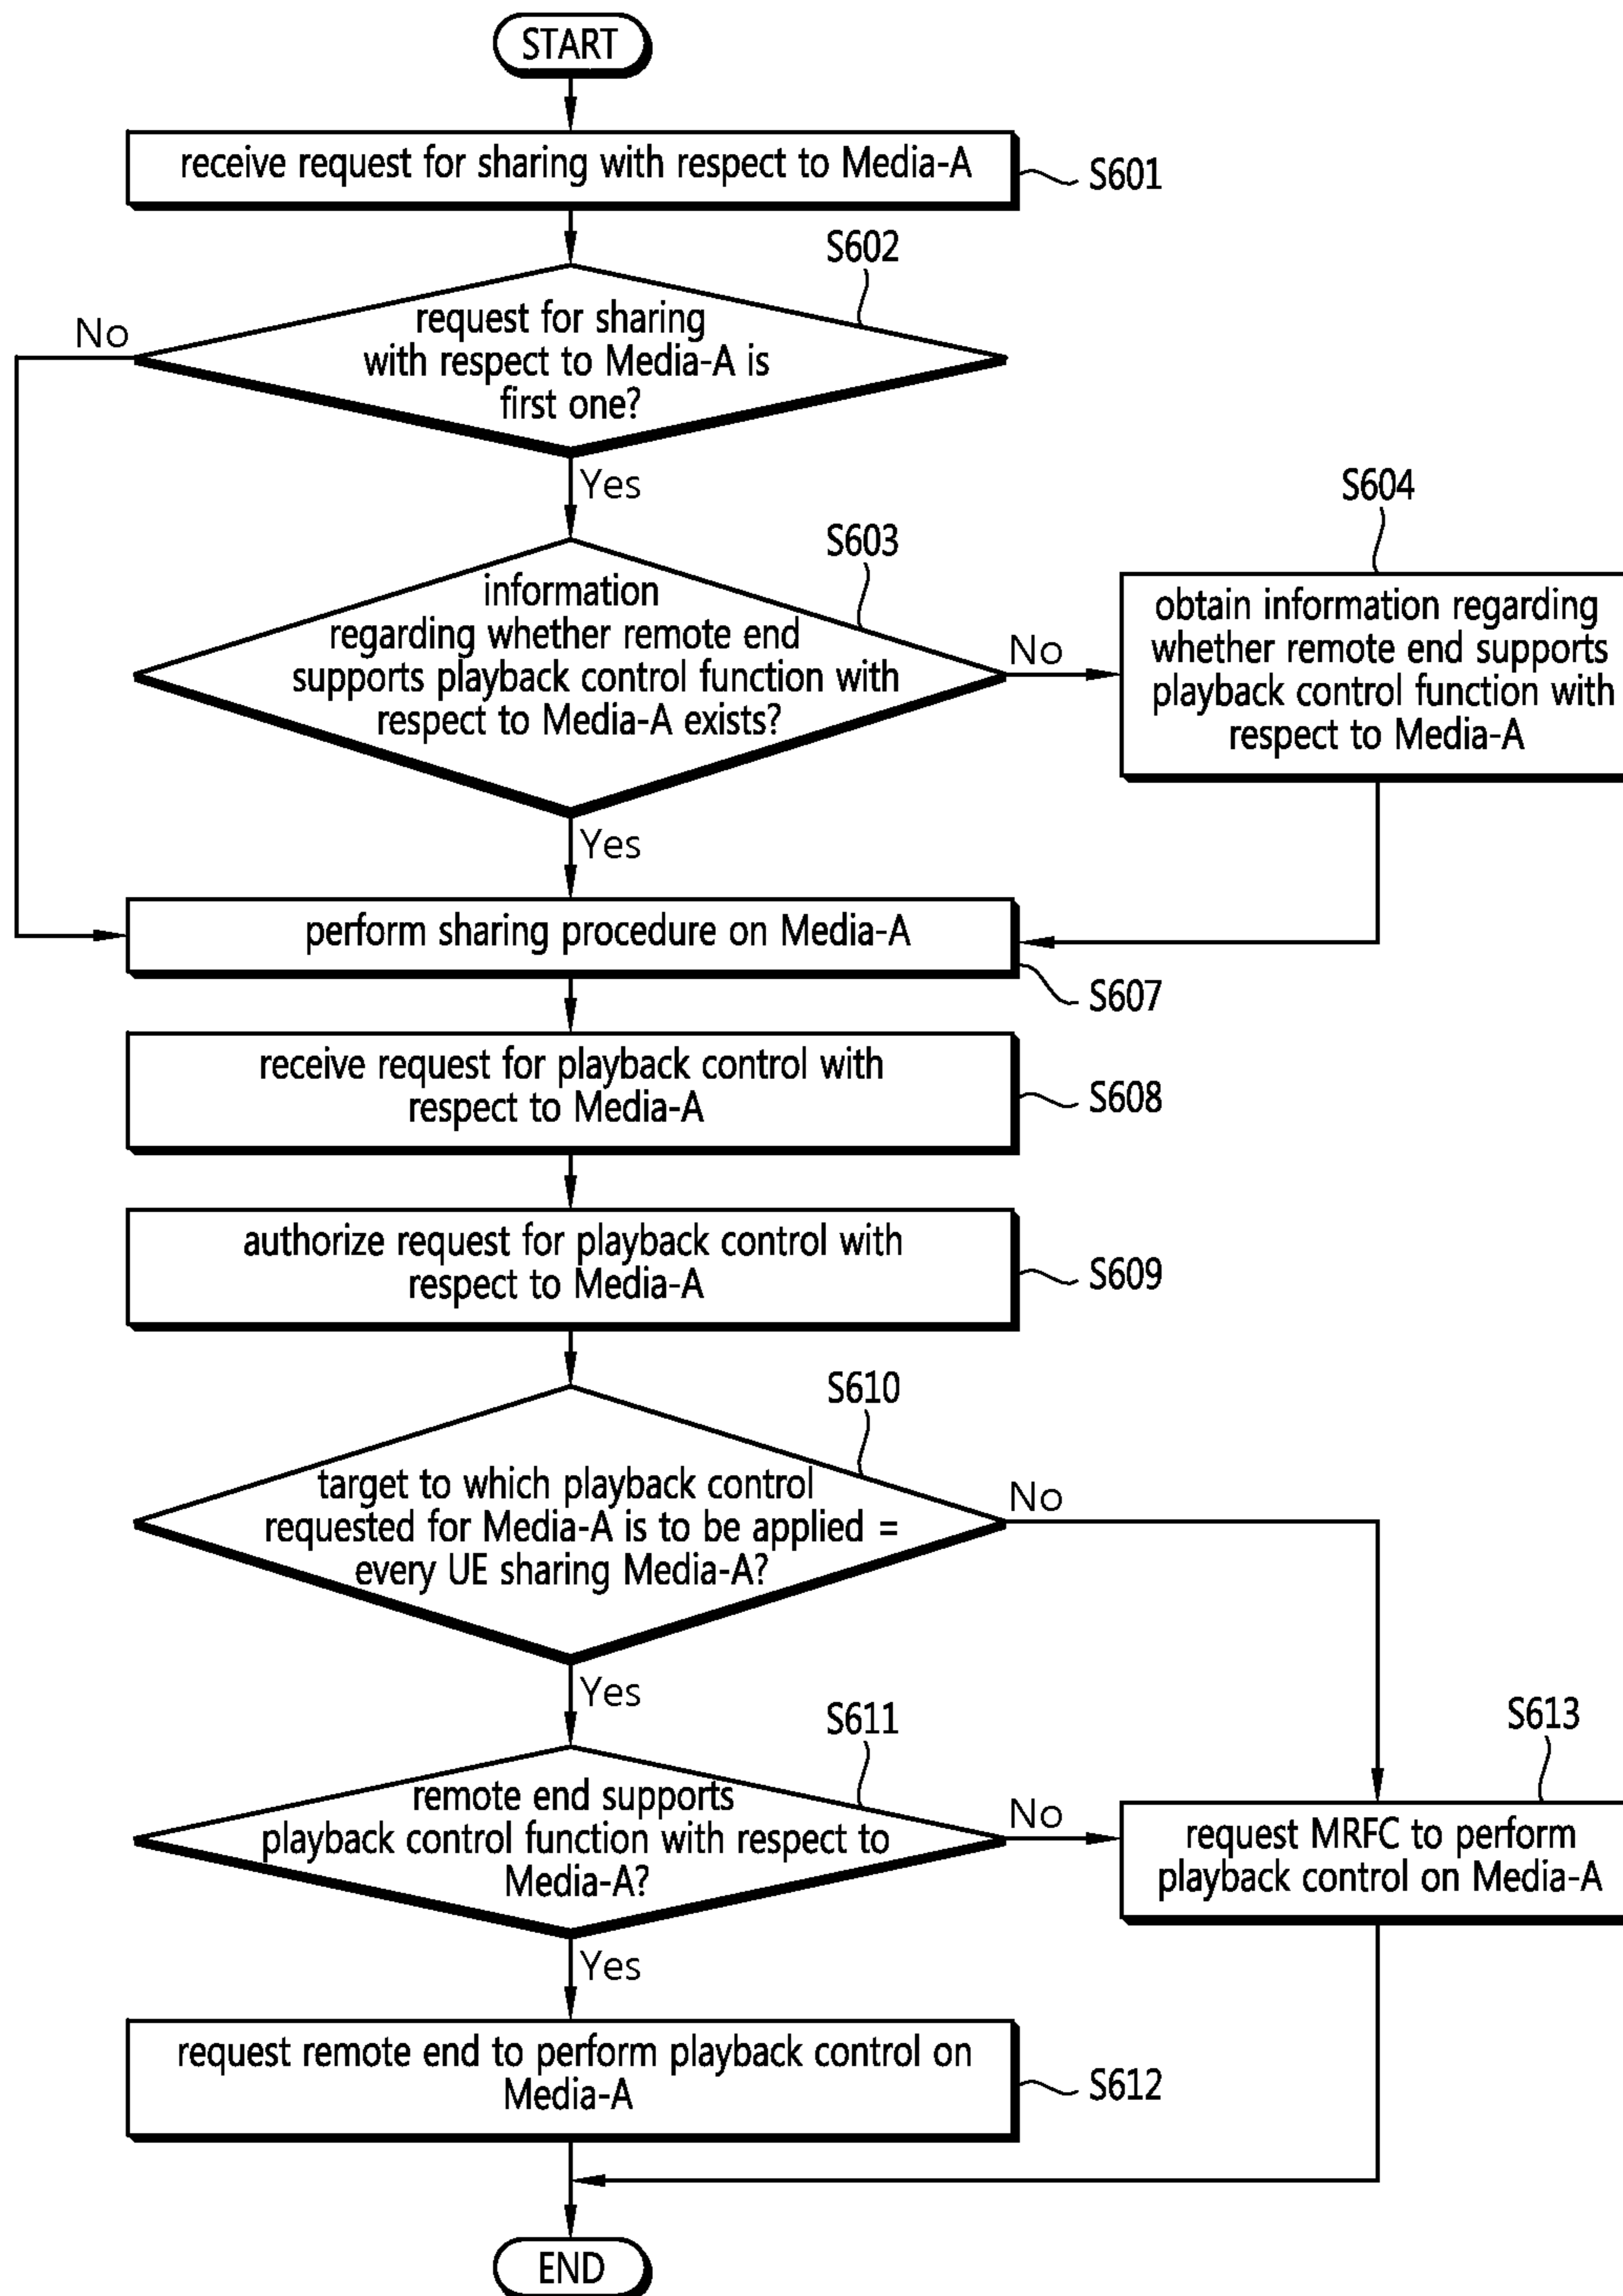 START
receive request for sharing with respect to Media-A
S601
S602
request for sharing
with respect to Media-A is
first one?
No
Yes
S603
information
regarding whether remote end
supports playback control function with
respect to Media-A exists?
No
S604
obtain information regarding
whether remote end supports
playback control function with
respect to Media-A
Yes
perform sharing procedure on Media-A
S607
receive request for playback control with
respect to Media-A
S608
authorize request for playback control with
respect to Media-A
S609
S610
target to which playback control
requested for Media-A is to be applied =
every UE sharing Media-A?
No
Yes
S611
remote end supports
playback control function with respect to
Media-A?
No
S613
request MRFC to perform
playback control on Media-A
Yes
request remote end to perform playback control on
Media-A
S612
END